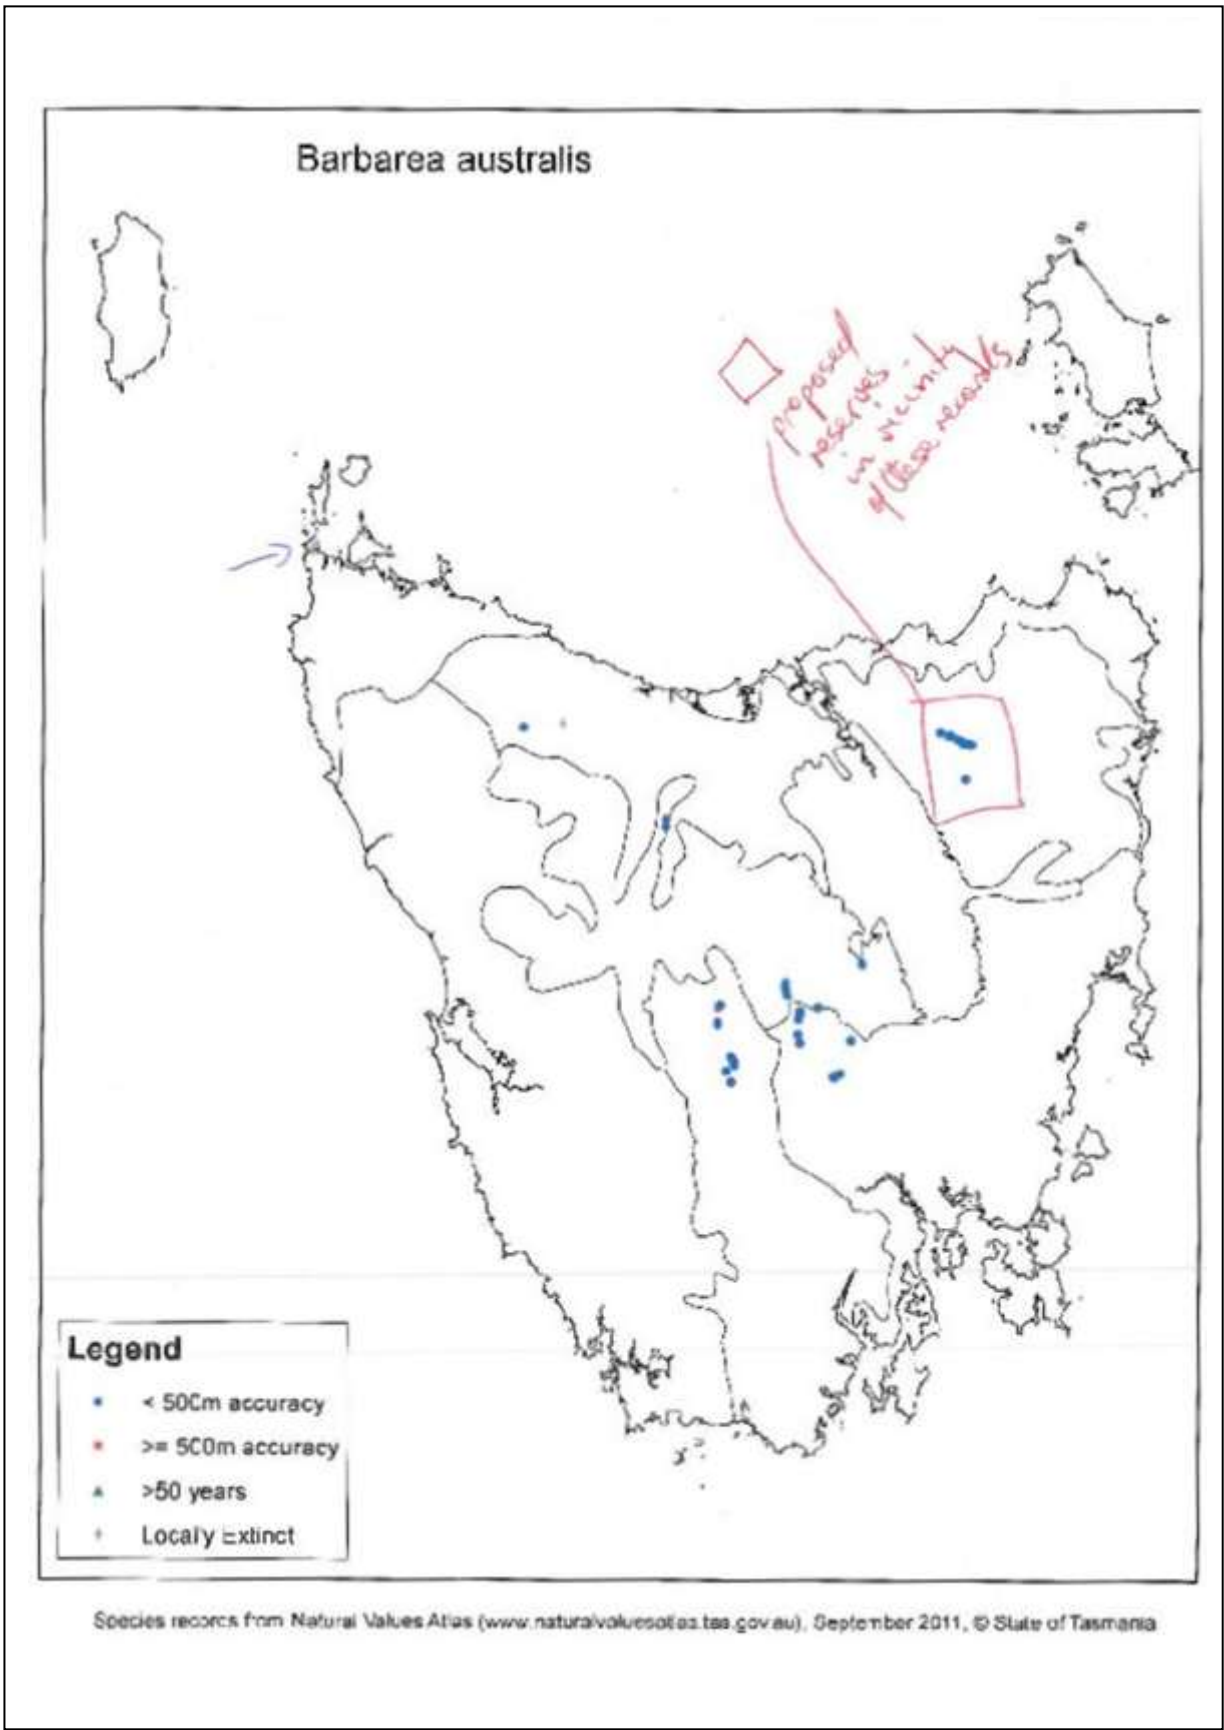 Barbarea australis
proposed
reserves
in vicinity
of these records
Legend
< 500m accuracy
>= 500m accuracy
>50 years
Locally Extinct
Species records from Natural Values Atlas (www.naturalvaluesatlas.tas.gov.au), September 2011, © State of Tasmania